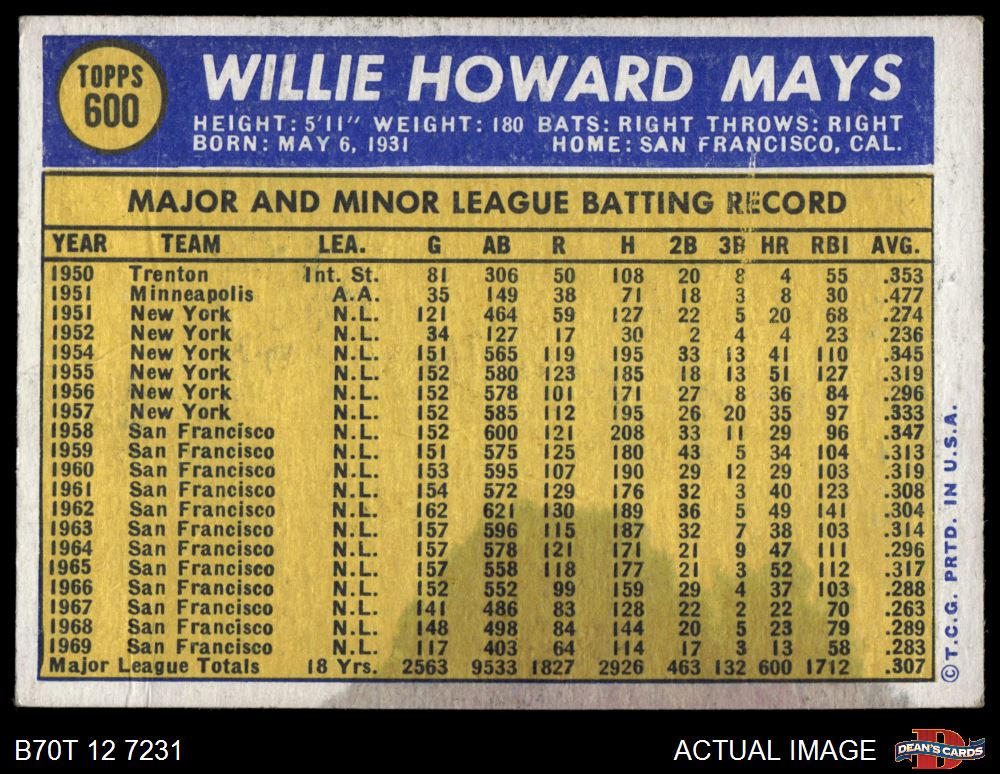 TOPPS
600
WILLIE HOWARD MAYS
HEIGHT: 5'11" WEIGHT: 180 BATS: RIGHT THROWS: RIGHT
BORN: MAY 6, 1931 HOME: SAN FRANCISCO, CAL.
MAJOR AND MINOR LEAGUE BATTING RECORD
YEAR TEAM LEA. G AB R H 2B 3B HR RBI AVG.
1950 Trenton Int. St. 81 306 50 108 20 8 4 55 .353
1951 Minneapolis A.A. 35 149 38 71 18 3 8 30 .477
1951 New York N.L. 121 464 59 127 22 5 20 68 .274
1952 New York N.L. 34 127 17 30 2 4 4 23 .236
1954 New York N.L. 151 565 119 195 33 13 41 110 .345
1955 New York N.L. 152 580 123 185 18 13 51 127 .319
1956 New York N.L. 152 578 101 171 27 8 36 84 .296
1957 New York N.L. 152 585 112 195 26 20 35 97 .333
1958 San Francisco N.L. 152 600 121 208 33 11 29 96 .347
1959 San Francisco N.L. 151 575 125 180 43 5 34 104 .313
1960 San Francisco N.L. 153 595 107 190 29 12 29 103 .319
1961 San Francisco N.L. 154 572 129 176 32 3 40 123 .308
1962 San Francisco N.L. 162 621 130 189 36 5 49 141 .304
1963 San Francisco N.L. 157 596 115 187 32 7 38 103 .314
1964 San Francisco N.L. 157 578 121 171 21 9 47 111 .296
1965 San Francisco N.L. 157 558 118 177 21 3 52 112 .317
1966 San Francisco N.L. 152 552 99 159 29 4 37 103 .288
1967 San Francisco N.L. 141 486 83 128 22 2 22 70 .263
1968 San Francisco N.L. 148 498 84 144 20 5 23 79 .289
1969 San Francisco N.L. 117 403 64 114 17 3 13 58 .283
Major League Totals 18 Yrs. 2563 9533 1827 2926 463 132 600 1712 .307
© T.C.G. PRTD. IN U.S.A.
B70T 12 7231
ACTUAL IMAGE
D
DEAN'S CARDS